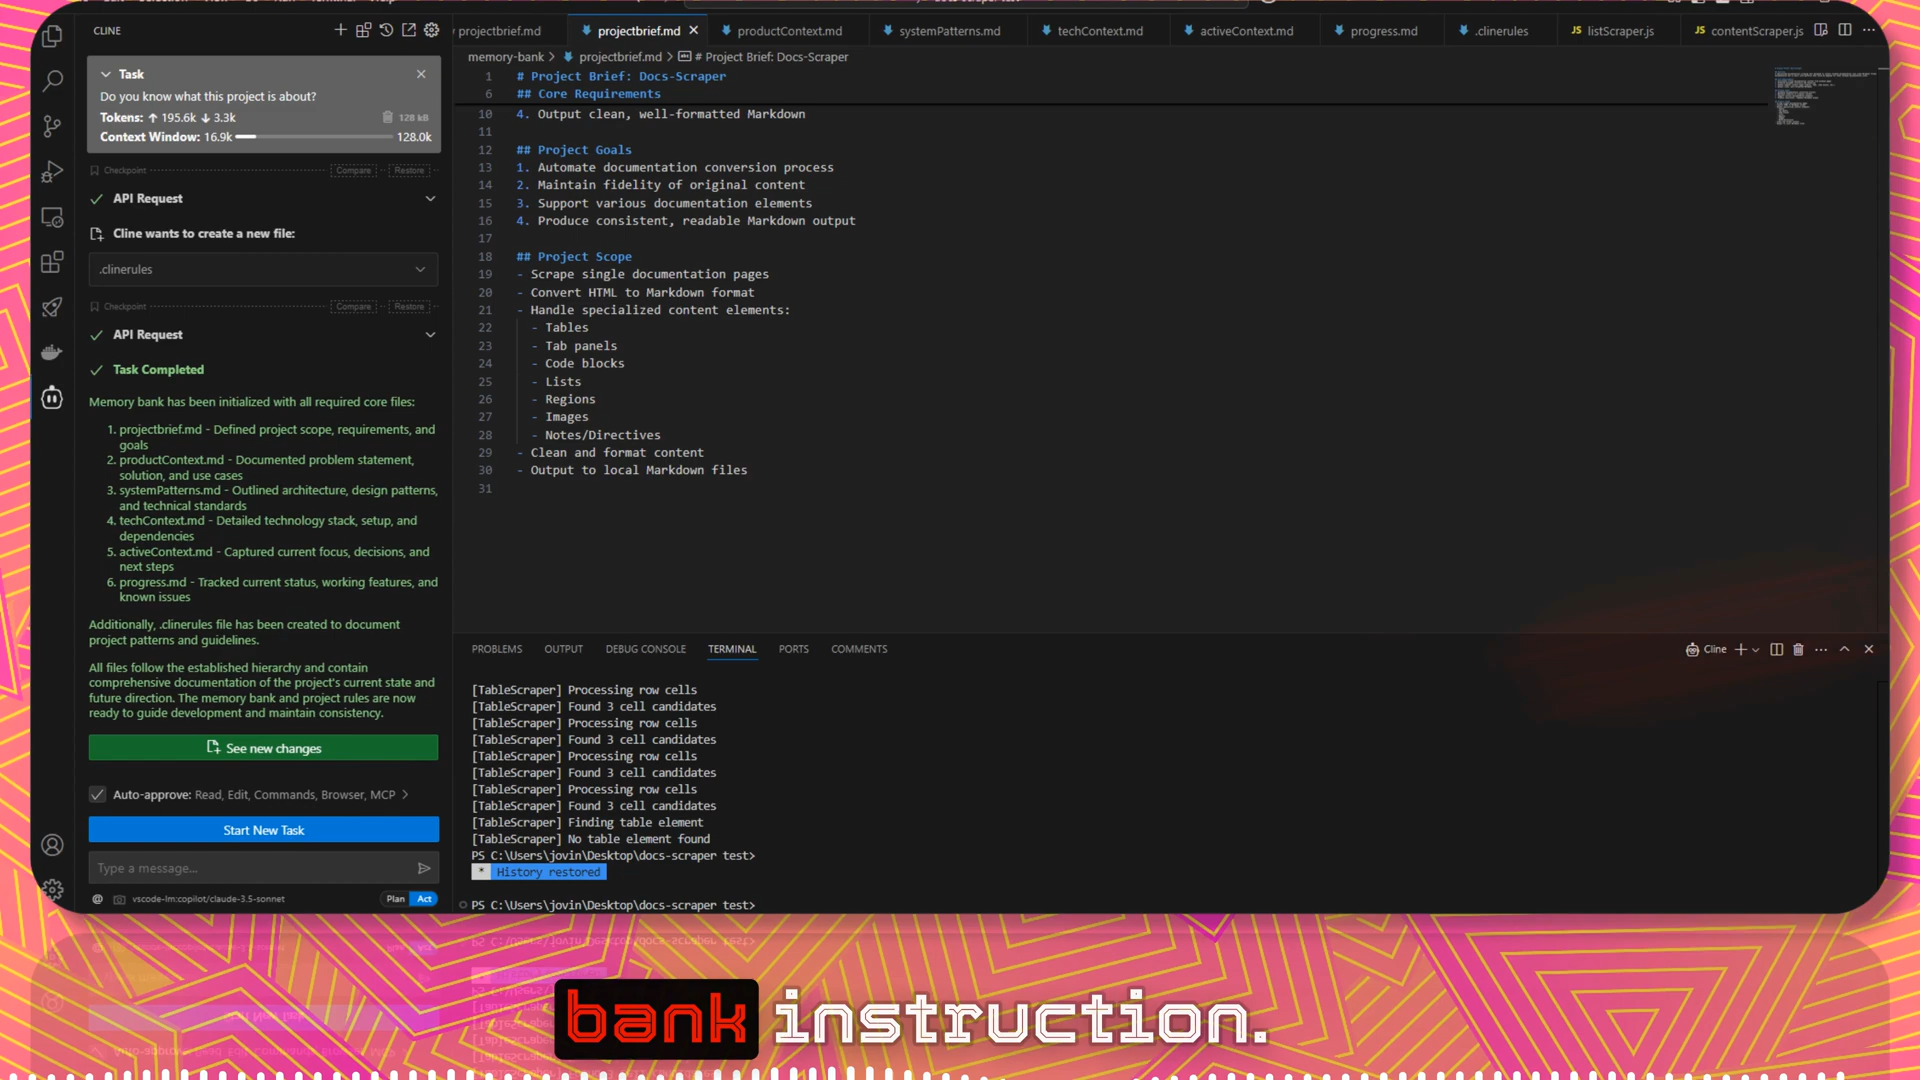 CLINE
Task
Do you know what this project is about?
Tokens: ↑ 195.6k ↓ 3.3k
128 kB
Context Window: 16.9k 128.0k
Checkpoint Compare Restore
API Request
Cline wants to create a new file:
.clinerules
Checkpoint Compare Restore
API Request
Task Completed
Memory bank has been initialized with all required core files:
1. projectbrief.md - Defined project scope, requirements, and
goals
2. productContext.md - Documented problem statement,
solution, and use cases
3. systemPatterns.md - Outlined architecture, design patterns,
and technical standards
4. techContext.md - Detailed technology stack, setup, and
dependencies
5. activeContext.md - Captured current focus, decisions, and
next steps
6. progress.md - Tracked current status, working features, and
known issues
Additionally, .clinerules file has been created to document
project patterns and guidelines.
All files follow the established hierarchy and contain
comprehensive documentation of the project's current state and
future direction. The memory bank and project rules are now
ready to guide development and maintain consistency.
See new changes
Auto-approve: Read, Edit, Commands, Browser, MCP
Start New Task
Type a message...
@ vscode-lm:copilot/claude-3.5-sonnet
Plan Act
projectbrief.md projectbrief.md productContext.md systemPatterns.md techContext.md activeContext.md progress.md .clinerules JS listScraper.js JS contentScraper.js
memory-bank > projectbrief.md > # Project Brief: Docs-Scraper
1 # Project Brief: Docs-Scraper
6 ## Core Requirements
10 4. Output clean, well-formatted Markdown
11
12 ## Project Goals
13 1. Automate documentation conversion process
14 2. Maintain fidelity of original content
15 3. Support various documentation elements
16 4. Produce consistent, readable Markdown output
17
18 ## Project Scope
19 - Scrape single documentation pages
20 - Convert HTML to Markdown format
21 - Handle specialized content elements:
22 - Tables
23 - Tab panels
24 - Code blocks
25 - Lists
26 - Regions
27 - Images
28 - Notes/Directives
29 - Clean and format content
30 - Output to local Markdown files
31
PROBLEMS OUTPUT DEBUG CONSOLE TERMINAL PORTS COMMENTS
Cline
[TableScraper] Processing row cells
[TableScraper] Found 3 cell candidates
[TableScraper] Processing row cells
[TableScraper] Found 3 cell candidates
[TableScraper] Processing row cells
[TableScraper] Found 3 cell candidates
[TableScraper] Processing row cells
[TableScraper] Found 3 cell candidates
[TableScraper] Finding table element
[TableScraper] No table element found
PS C:\Users\jovin\Desktop\docs-scraper test>
* History restored
PS C:\Users\jovin\Desktop\docs-scraper test>
bank instruction.